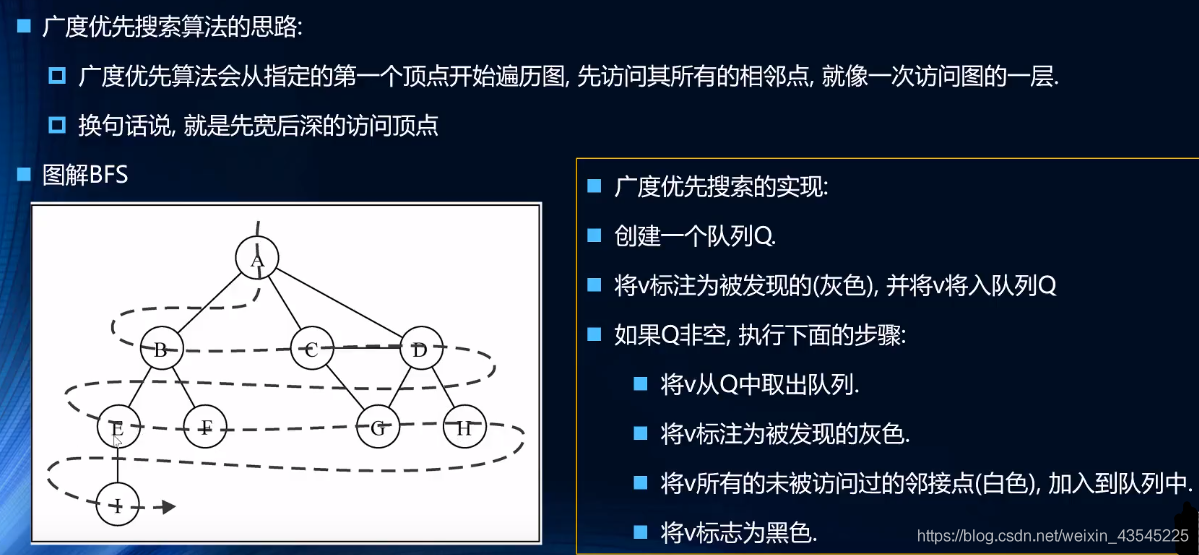 广度优先搜索算法的思路:
广度优先算法会从指定的第一个顶点开始遍历图, 先访问其所有的相邻点, 就像一次访问图的一层.
换句话说, 就是先宽后深的访问顶点
图解BFS
A
B
C
D
E
F
G
H
I
广度优先搜索的实现:
创建一个队列Q.
将v标注为被发现的(灰色), 并将v将入队列Q
如果Q非空, 执行下面的步骤:
将v从Q中取出队列.
将v标注为被发现的灰色.
将v所有的未被访问过的邻接点(白色), 加入到队列中.
将v标志为黑色.
https://blog.csdn.net/weixin_43545225